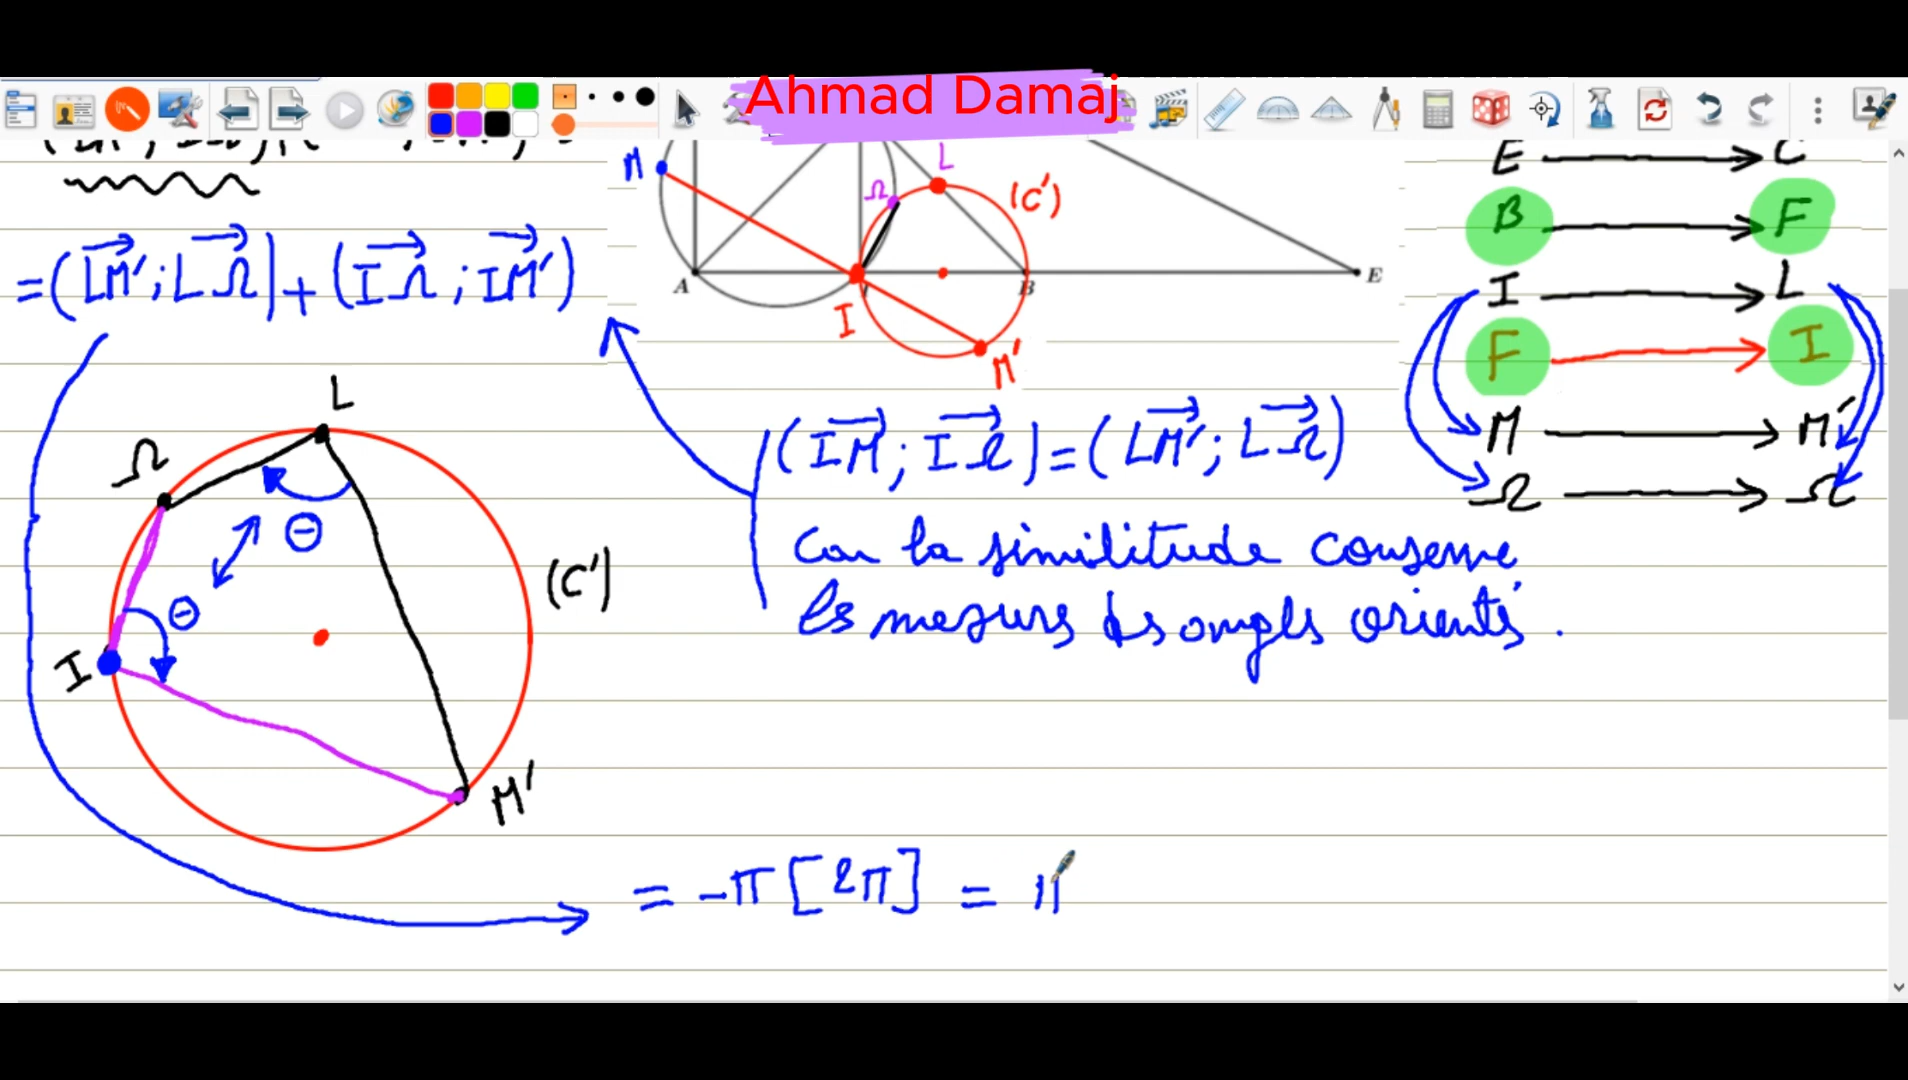 Ahmad Damaj
E → C
B → F
I → L
F → I
M → M'
Ω → Ω
M
Ω
L
(C')
A
I
B
E
M'
= (LM' ; LΩ) + (IΩ ; IM')
(IM ; IΩ) = (LM' ; LΩ)
car la similitude conserve
les mesures des angles orientés .
L
Ω
Θ
(C')
Θ
I
M'
= -π [2π] = π